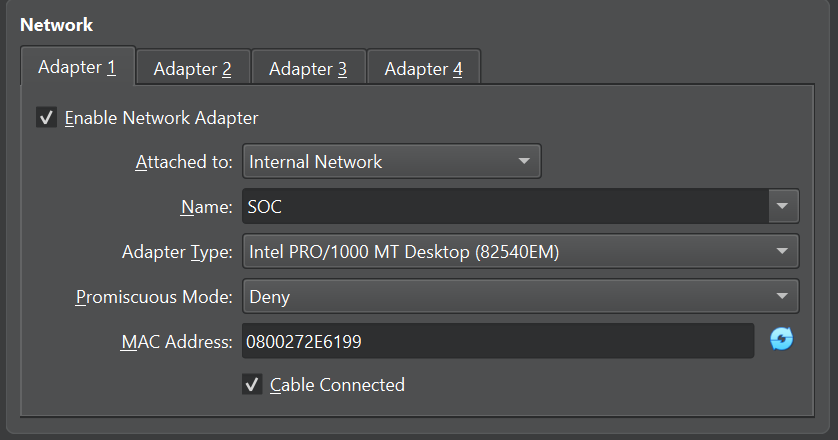 Network
Adapter 1 Adapter 2 Adapter 3 Adapter 4
Enable Network Adapter
Attached to: Internal Network
Name: SOC
Adapter Type: Intel PRO/1000 MT Desktop (82540EM)
Promiscuous Mode: Deny
MAC Address: 0800272E6199
Cable Connected